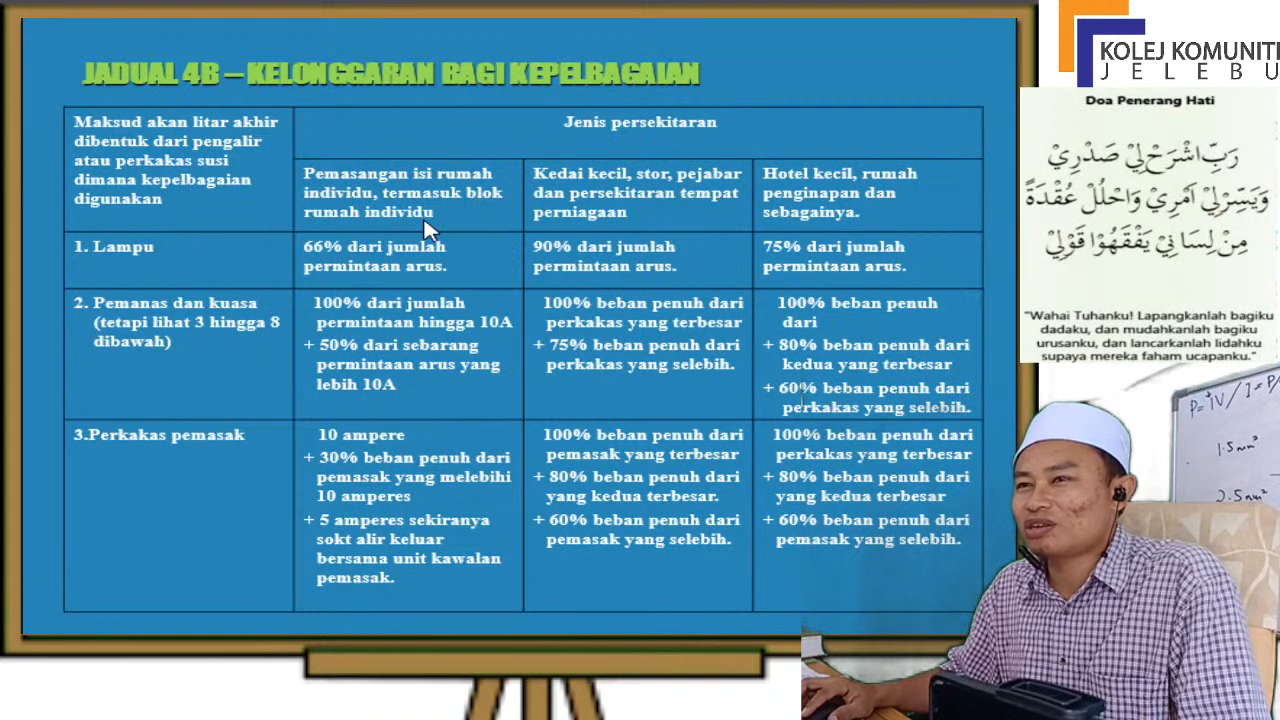 JADUAL 4B – KELONGGARAN BAGI KEPELBAGAIAN
Maksud akan litar akhir
dibentuk dari pengalir
atau perkakas susi
dimana kepelbagaian
digunakan
Jenis persekitaran
Pemasangan isi rumah
individu, termasuk blok
rumah individu
Kedai kecil, stor, pejabar
dan persekitaran tempat
perniagaan
Hotel kecil, rumah
penginapan dan
sebagainya.
1. Lampu
66% dari jumlah
permintaan arus.
90% dari jumlah
permintaan arus.
75% dari jumlah
permintaan arus.
2. Pemanas dan kuasa
(tetapi lihat 3 hingga 8
dibawah)
100% dari jumlah
permintaan hingga 10A
+ 50% dari sebarang
permintaan arus yang
lebih 10A
100% beban penuh dari
perkakas yang terbesar
+ 75% beban penuh dari
perkakas yang selebih.
100% beban penuh
dari
+ 80% beban penuh dari
kedua yang terbesar
+ 60% beban penuh dari
perkakas yang selebih.
3.Perkakas pemasak
10 ampere
+ 30% beban penuh dari
pemasak yang melebihi
10 amperes
+ 5 amperes sekiranya
sokt alir keluar
bersama unit kawalan
pemasak.
100% beban penuh dari
pemasak yang terbesar
+ 80% beban penuh dari
yang kedua terbesar.
+ 60% beban penuh dari
pemasak yang selebih.
100% beban penuh dari
perkakas yang terbesar
+ 80% beban penuh dari
yang kedua terbesar
+ 60% beban penuh dari
pemasak yang selebih.
KOLEJ KOMUNITI
JELEBU
Doa Penerang Hati
رَبِّ اشْرَحْ لِيْ صَدْرِيْ
وَيَسِّرْ لِيْ اَمْرِيْ وَاحْلُلْ عُقْدَةً
مِنْ لِسَانِيْ يَفْقَهُوْا قَوْلِيْ
"Wahai Tuhanku! Lapangkanlah bagiku
dadaku, dan mudahkanlah bagiku
urusanku, dan lancarkanlah lidahku
supaya mereka faham ucapanku."
1.5mm²
2.5mm²